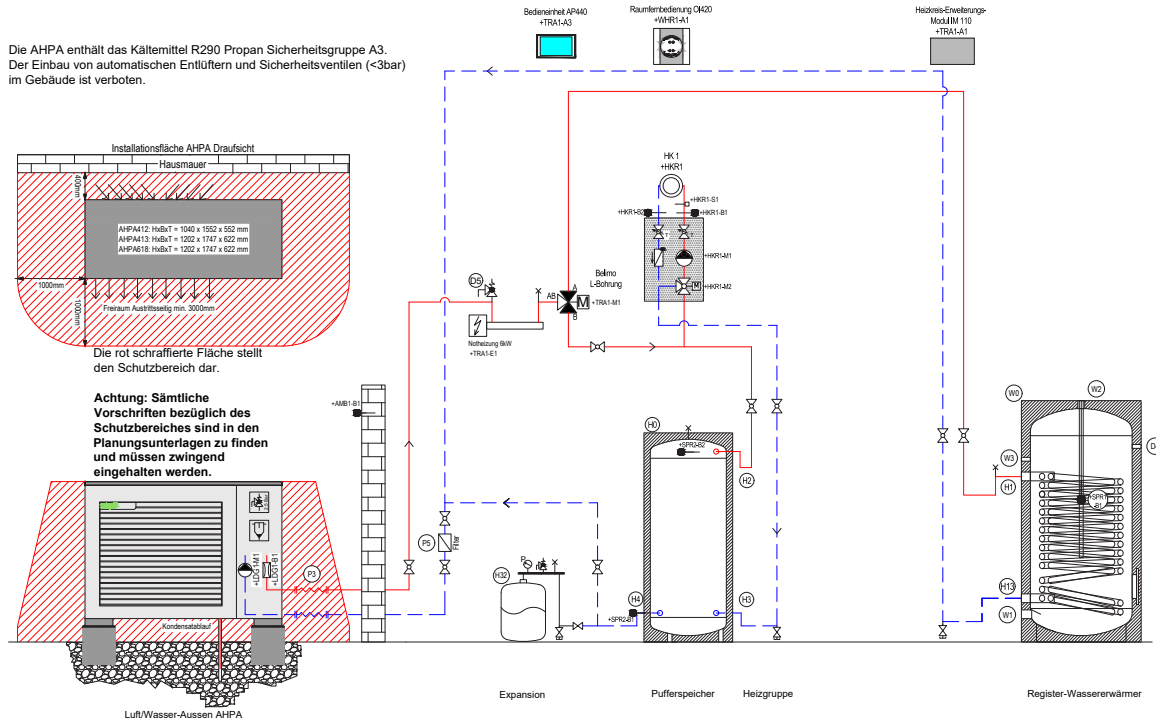 Bedieneinheit AP440
+TRA1-A3
Raumfernbedienung OI420
+WHR1-A1
Heizkreis-Erweiterungs-
Modul IM 110
+TRA1-A1
Die AHPA enthält das Kältemittel R290 Propan Sicherheitsgruppe A3.
Der Einbau von automatischen Entlüftern und Sicherheitsventilen (<3bar)
im Gebäude ist verboten.
Installationsfläche AHPA Draufsicht
Hausmauer
400mm
AHPA412: HxBxT = 1040 x 1552 x 552 mm
AHPA413: HxBxT = 1202 x 1747 x 622 mm
AHPA618: HxBxT = 1202 x 1747 x 622 mm
1000mm
1000mm
Freiraum Austrittsseitig min. 3000mm
Die rot schraffierte Fläche stellt
den Schutzbereich dar.
Achtung: Sämtliche
Vorschriften bezüglich des
Schutzbereiches sind in den
Planungsunterlagen zu finden
und müssen zwingend
eingehalten werden.
HK 1
+HKR1
+HKR1-S1
+HKR1-B2
+HKR1-B1
T
T
+HKR1-M1
M
+HKR1-M2
Belimo
L-Bohrung
D5
AB
A
B
M
+TRA1-M1
Notheizung 6kW
+TRA1-E1
+AMB1-B1
H0
+SPR2-B2
H2
H4
H3
+SPR2-B1
W0
W2
W3
H1
+SPR1
-B1
H13
W1
P5
Filter
P3
+LDG1-M1
+LDG1-B1
H32
P
Kondensatablauf
Expansion
Pufferspeicher
Heizgruppe
Register-Wassererwärmer
Luft/Wasser-Aussen AHPA